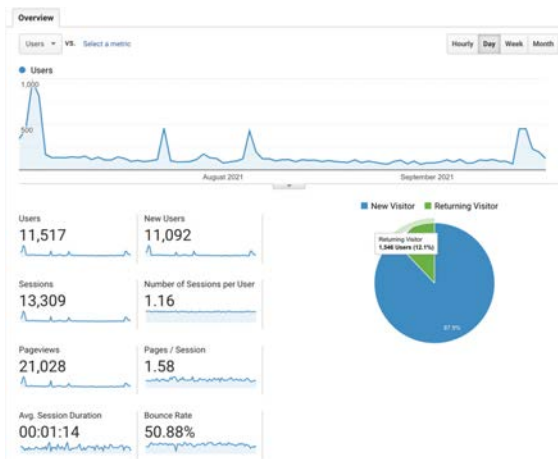 Overview
Users VS. Select a metric
Hourly Day Week Month
Users
1,000
500
August 2021 September 2021
New Visitor Returning Visitor
Users New Users
11,517 11,092
Returning Visitor
1,546 Users (12.1%)
Sessions Number of Sessions per User
13,309 1.16
87.9%
Pageviews Pages / Session
21,028 1.58
Avg. Session Duration Bounce Rate
00:01:14 50.88%